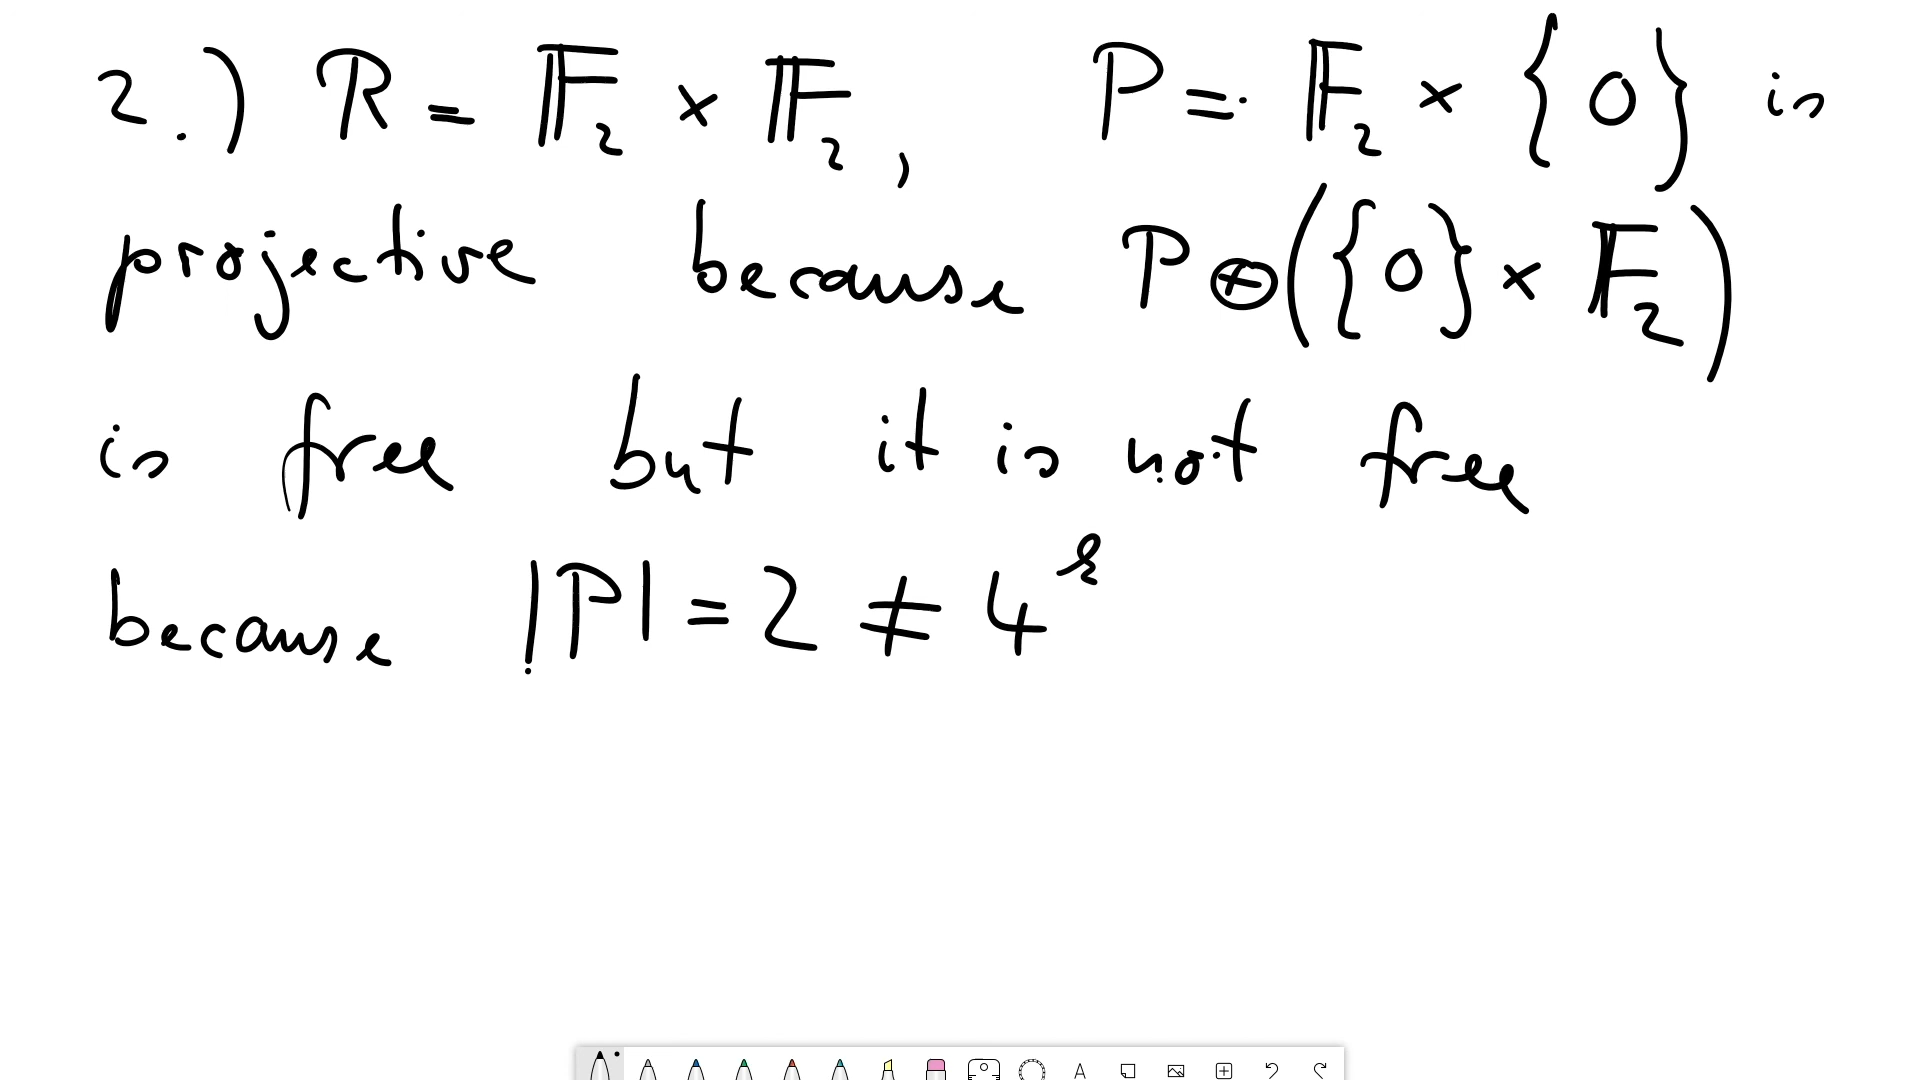 2.) R = 𝔽₂ × 𝔽₂, P = 𝔽₂ × {0} is
projective because P ⊕ ({0} × 𝔽₂)
is free but it is not free
because |P| = 2 ≠ 4^r